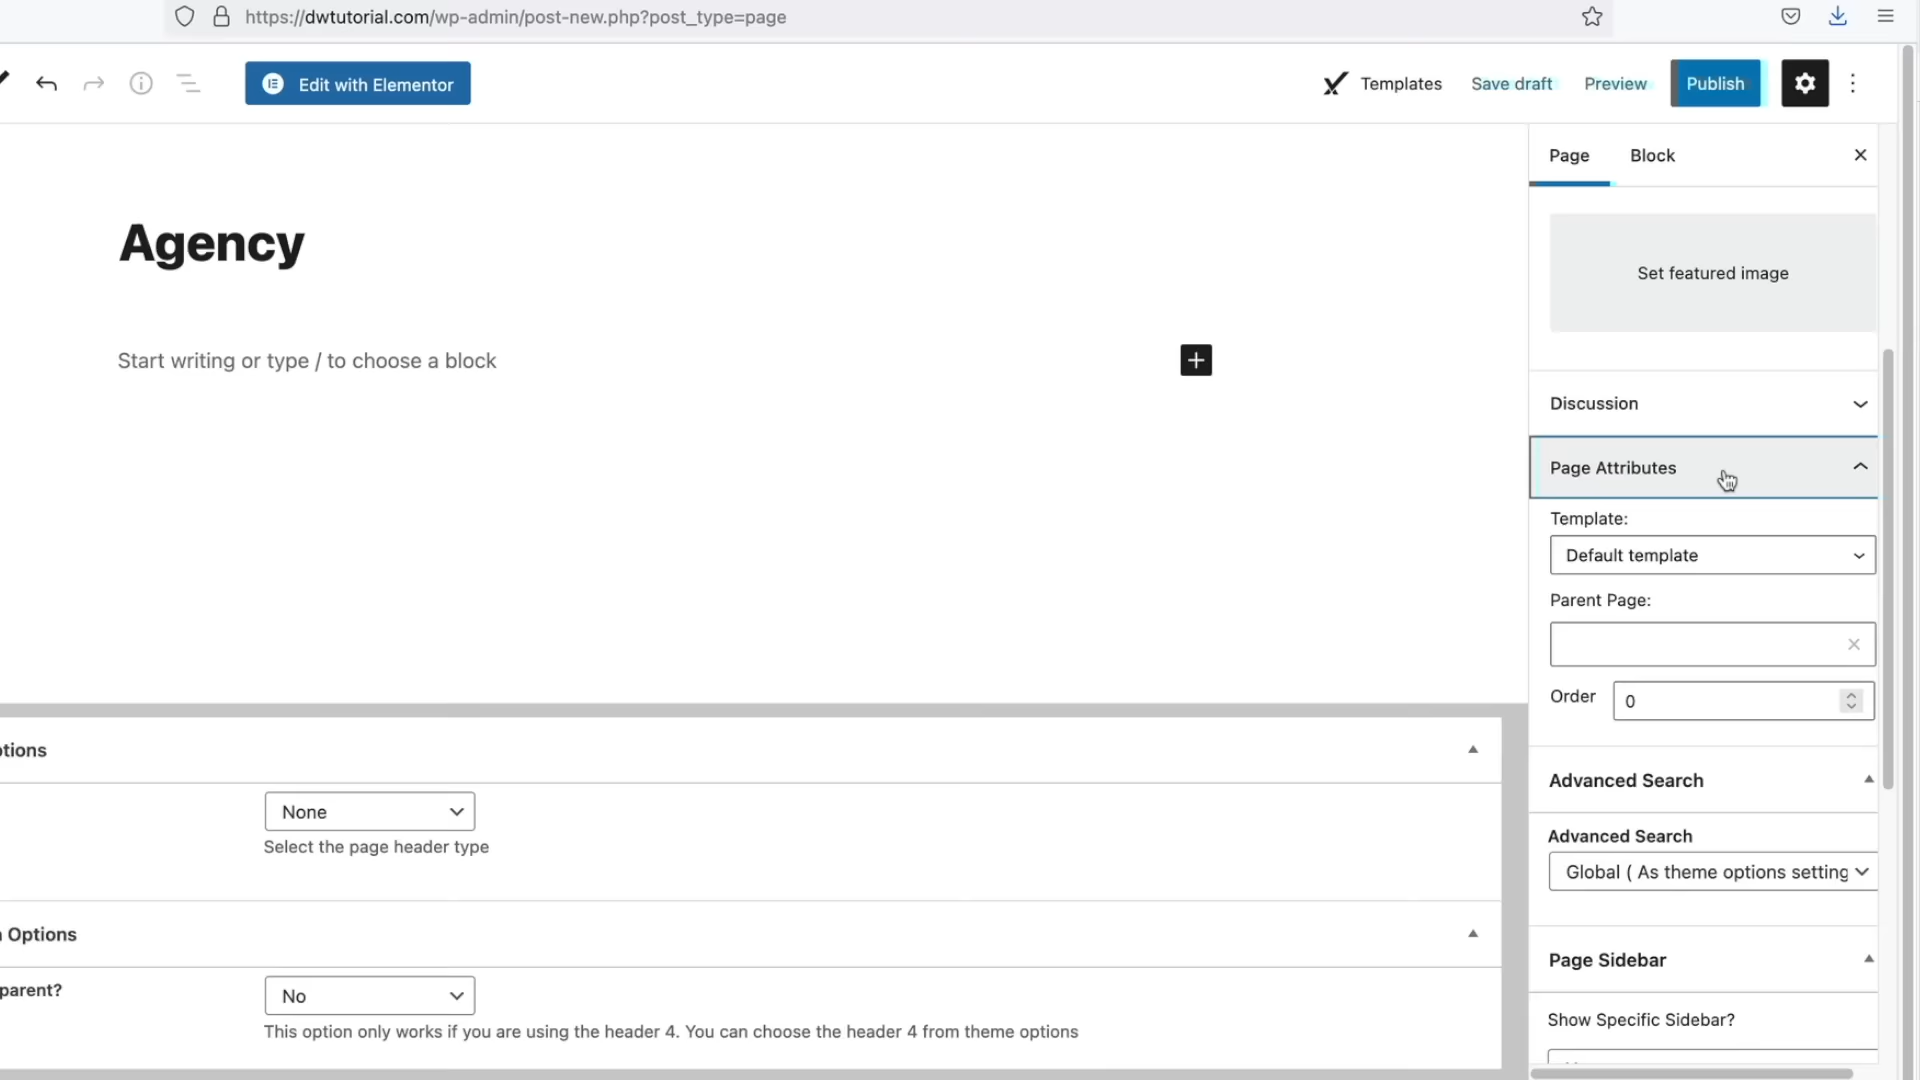 https://dwtutorial.com/wp-admin/post-new.php?post_type=page
Edit with Elementor
Templates
Save draft
Preview
Publish
Page
Block
Agency
Set featured image
Start writing or type / to choose a block
Discussion
Page Attributes
Template:
Default template
Parent Page:
Order
0
Advanced Search
Advanced Search
Global ( As theme options setting
Page Sidebar
Show Specific Sidebar?
None
Select the page header type
Options
No
This option only works if you are using the header 4. You can choose the header 4 from theme options